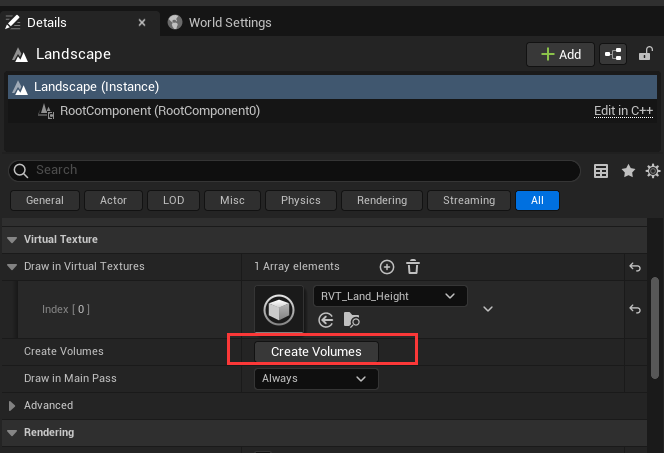 Details
World Settings
Landscape
Add
Landscape (Instance)
RootComponent (RootComponent0)
Edit in C++
Search
General
Actor
LOD
Misc
Physics
Rendering
Streaming
All
Virtual Texture
Draw in Virtual Textures
1 Array elements
Index [ 0 ]
RVT_Land_Height
Create Volumes
Create Volumes
Draw in Main Pass
Always
Advanced
Rendering